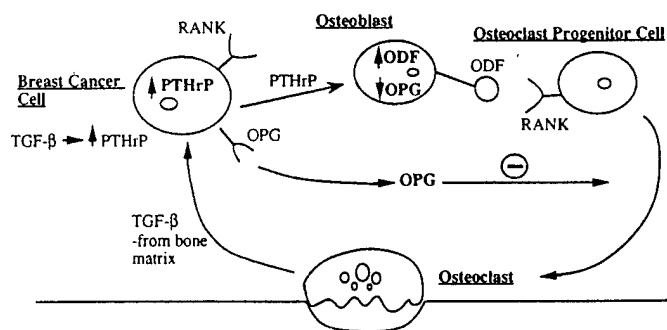 RANK
Osteoblast
Osteoclast Progenitor Cell
Breast Cancer
Cell
PTHrP
PTHrP
ODF
OPG
ODF
RANK
TGF-β PTHrP
OPG
OPG
TGF-β
-from bone
matrix
Osteoclast